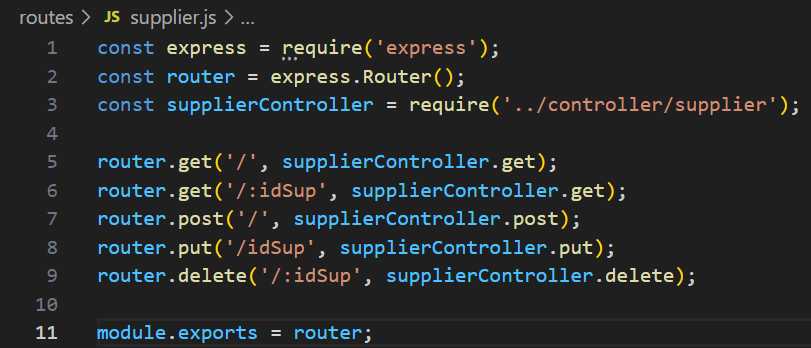 routes > JS supplier.js > ...
1 const express = require('express');
2 const router = express.Router();
3 const supplierController = require('../controller/supplier');
4
5 router.get('/', supplierController.get);
6 router.get('/:idSup', supplierController.get);
7 router.post('/', supplierController.post);
8 router.put('/idSup', supplierController.put);
9 router.delete('/:idSup', supplierController.delete);
10
11 module.exports = router;